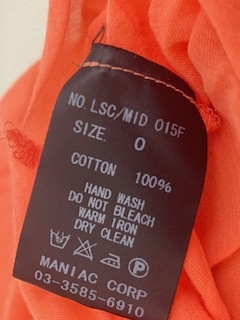 NO. LSC/MID 015F
SIZE. 0
COTTON 100%
HAND WASH
DO NOT BLEACH
WARM IRON
DRY CLEAN
MANIAC CORP
03-3585-6910